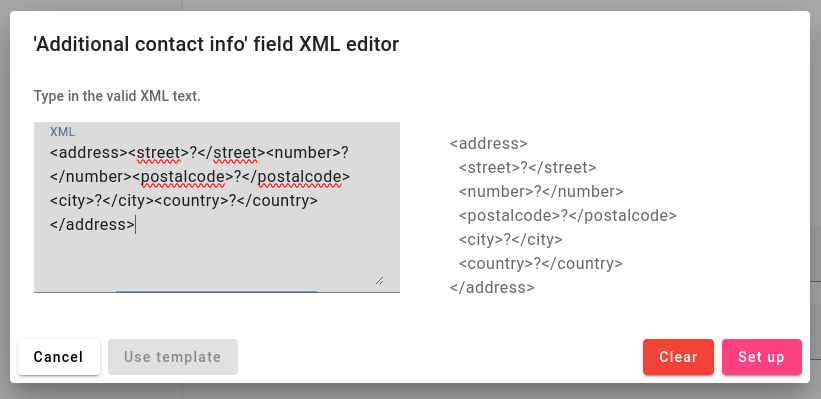 'Additional contact info' field XML editor
Type in the valid XML text.
XML
<address><street>?</street><number>?
</number><postalcode>?</postalcode>
<city>?</city><country>?</country>
</address>
<address>
<street>?</street>
<number>?</number>
<postalcode>?</postalcode>
<city>?</city>
<country>?</country>
</address>
Cancel
Use template
Clear
Set up